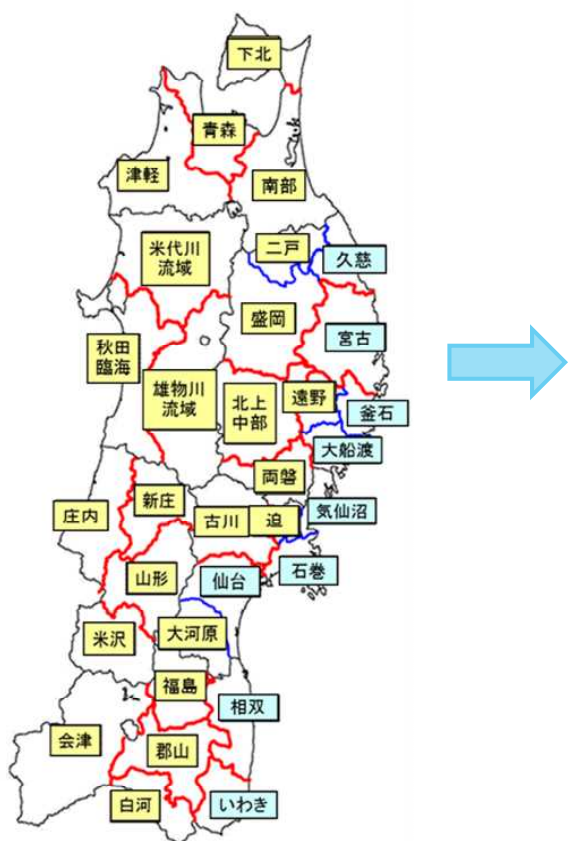 下北
青森
津軽
南部
二戸
米代川
流域
久慈
盛岡
宮古
秋田
臨海
雄物川
流域
北上
中部
遠野
釜石
大船渡
両磐
新庄
庄内
古川
迫
気仙沼
山形
仙台
石巻
米沢
大河原
福島
相双
会津
郡山
白河
いわき